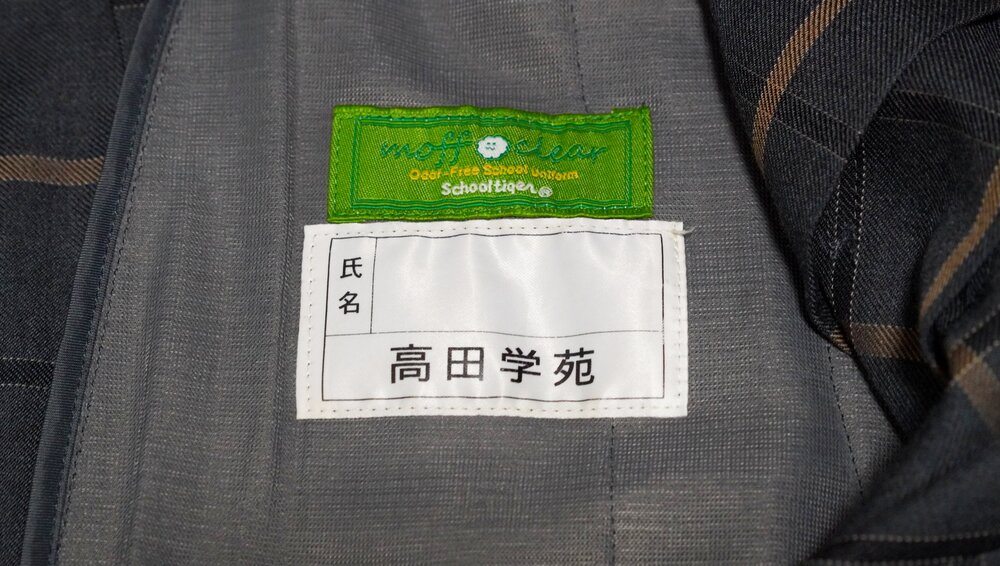 moff clear
Odor-Free School Uniform
Schooltiger®
氏名
高田学苑